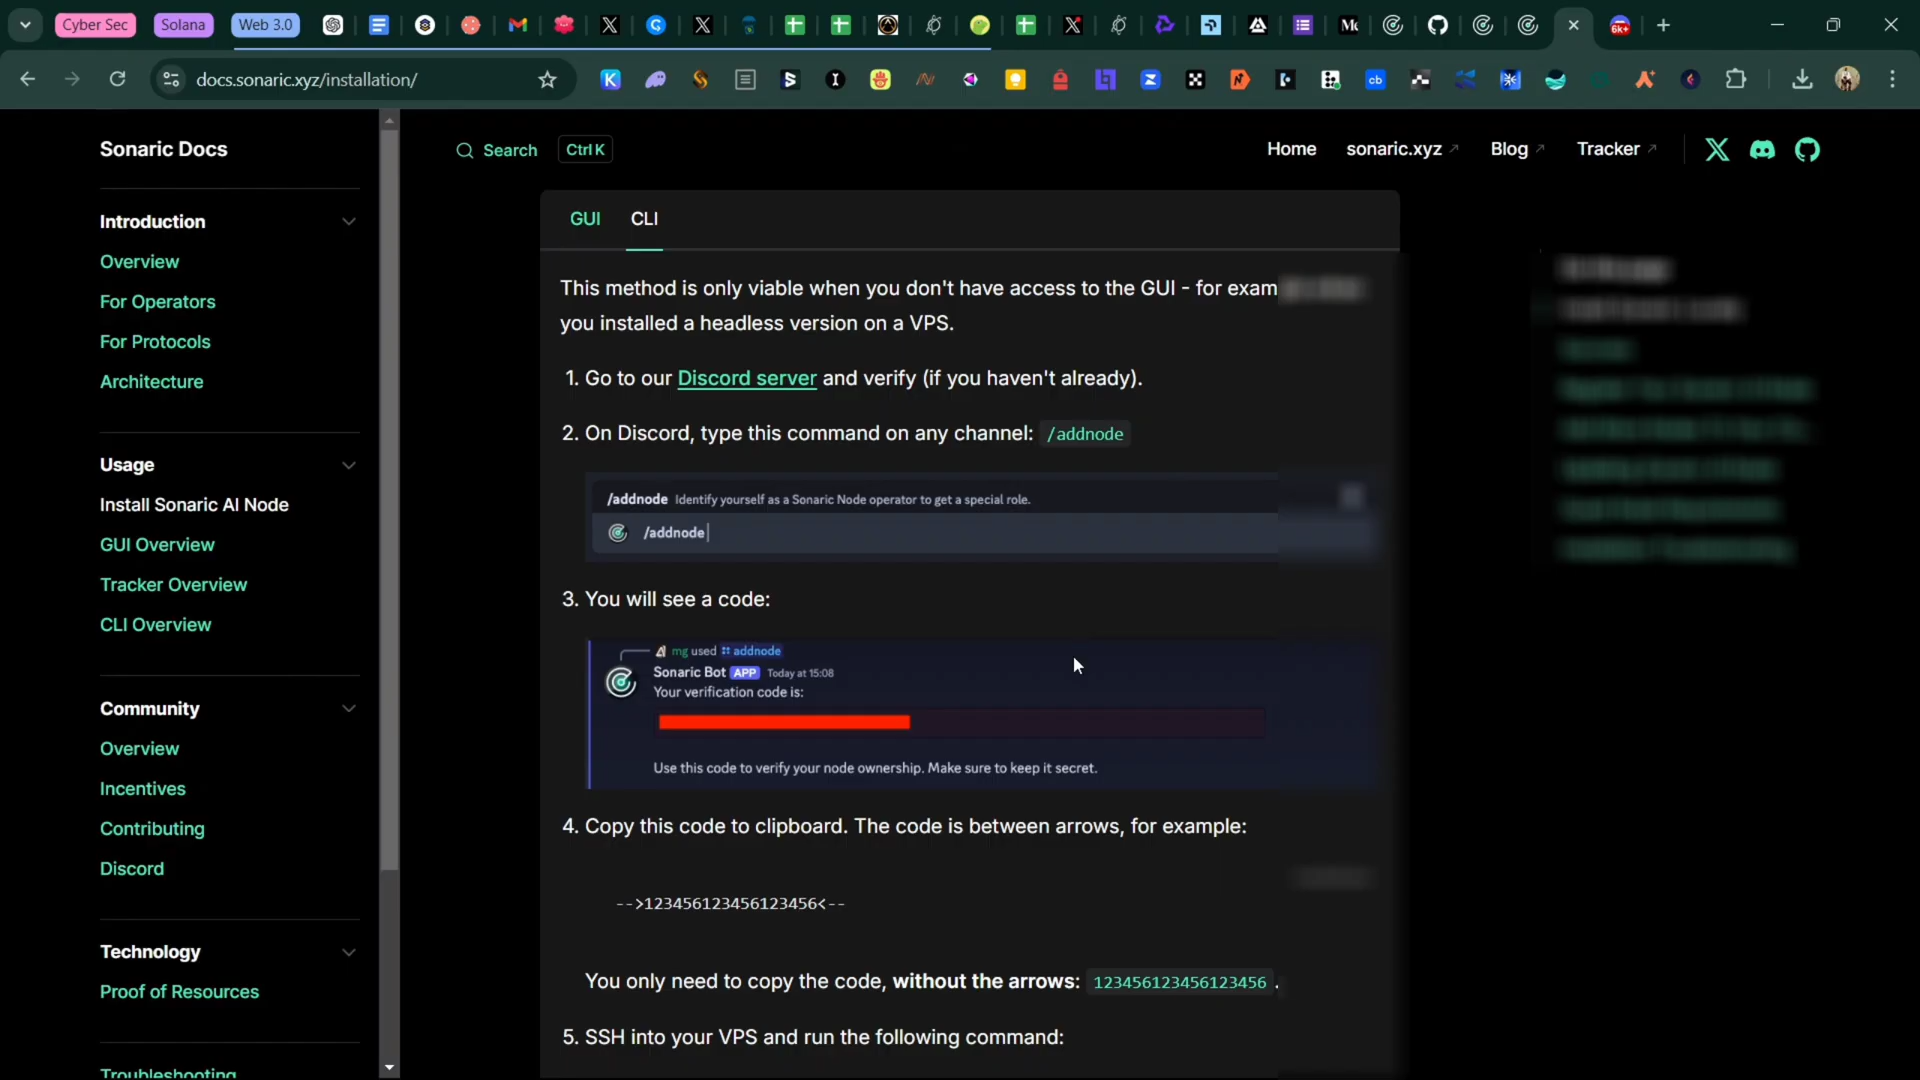 Cyber Sec
Solana
Web 3.0
6k+
docs.sonaric.xyz/installation/
Sonaric Docs
Search
Ctrl K
Home
sonaric.xyz
Blog
Tracker
Introduction
Overview
For Operators
For Protocols
Architecture
Usage
Install Sonaric AI Node
GUI Overview
Tracker Overview
CLI Overview
Community
Overview
Incentives
Contributing
Discord
Technology
Proof of Resources
Troubleshooting
GUI
CLI
This method is only viable when you don't have access to the GUI - for exam
you installed a headless version on a VPS.
1. Go to our Discord server and verify (if you haven't already).
2. On Discord, type this command on any channel: /addnode
/addnode Identify yourself as a Sonaric Node operator to get a special role.
/addnode
3. You will see a code:
mg used addnode
Sonaric Bot APP Today at 15:08
Your verification code is:
Use this code to verify your node ownership. Make sure to keep it secret.
4. Copy this code to clipboard. The code is between arrows, for example:
-->123456123456123456<--
You only need to copy the code, without the arrows: 123456123456123456 .
5. SSH into your VPS and run the following command: